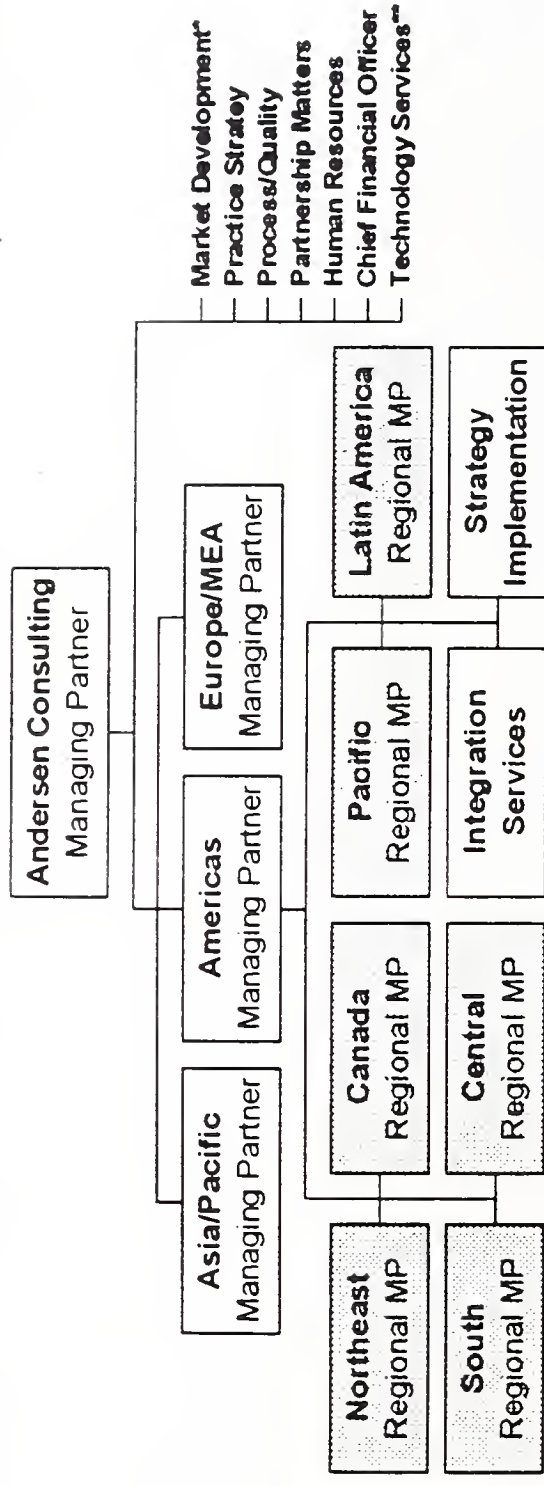 Andersen Consulting
Managing Partner
Market Development*
Practice Stratey
Process/Quality
Partnership Matters
Human Resources
Chief Financial Officer
Technology Services**
Asia/Pacific
Managing Partner
Americas
Managing Partner
Europe/MEA
Managing Partner
Northeast
Regional MP
Canada
Regional MP
Pacific
Regional MP
Latin America
Regional MP
South
Regional MP
Central
Regional MP
Integration
Services
Strategy
Implementation